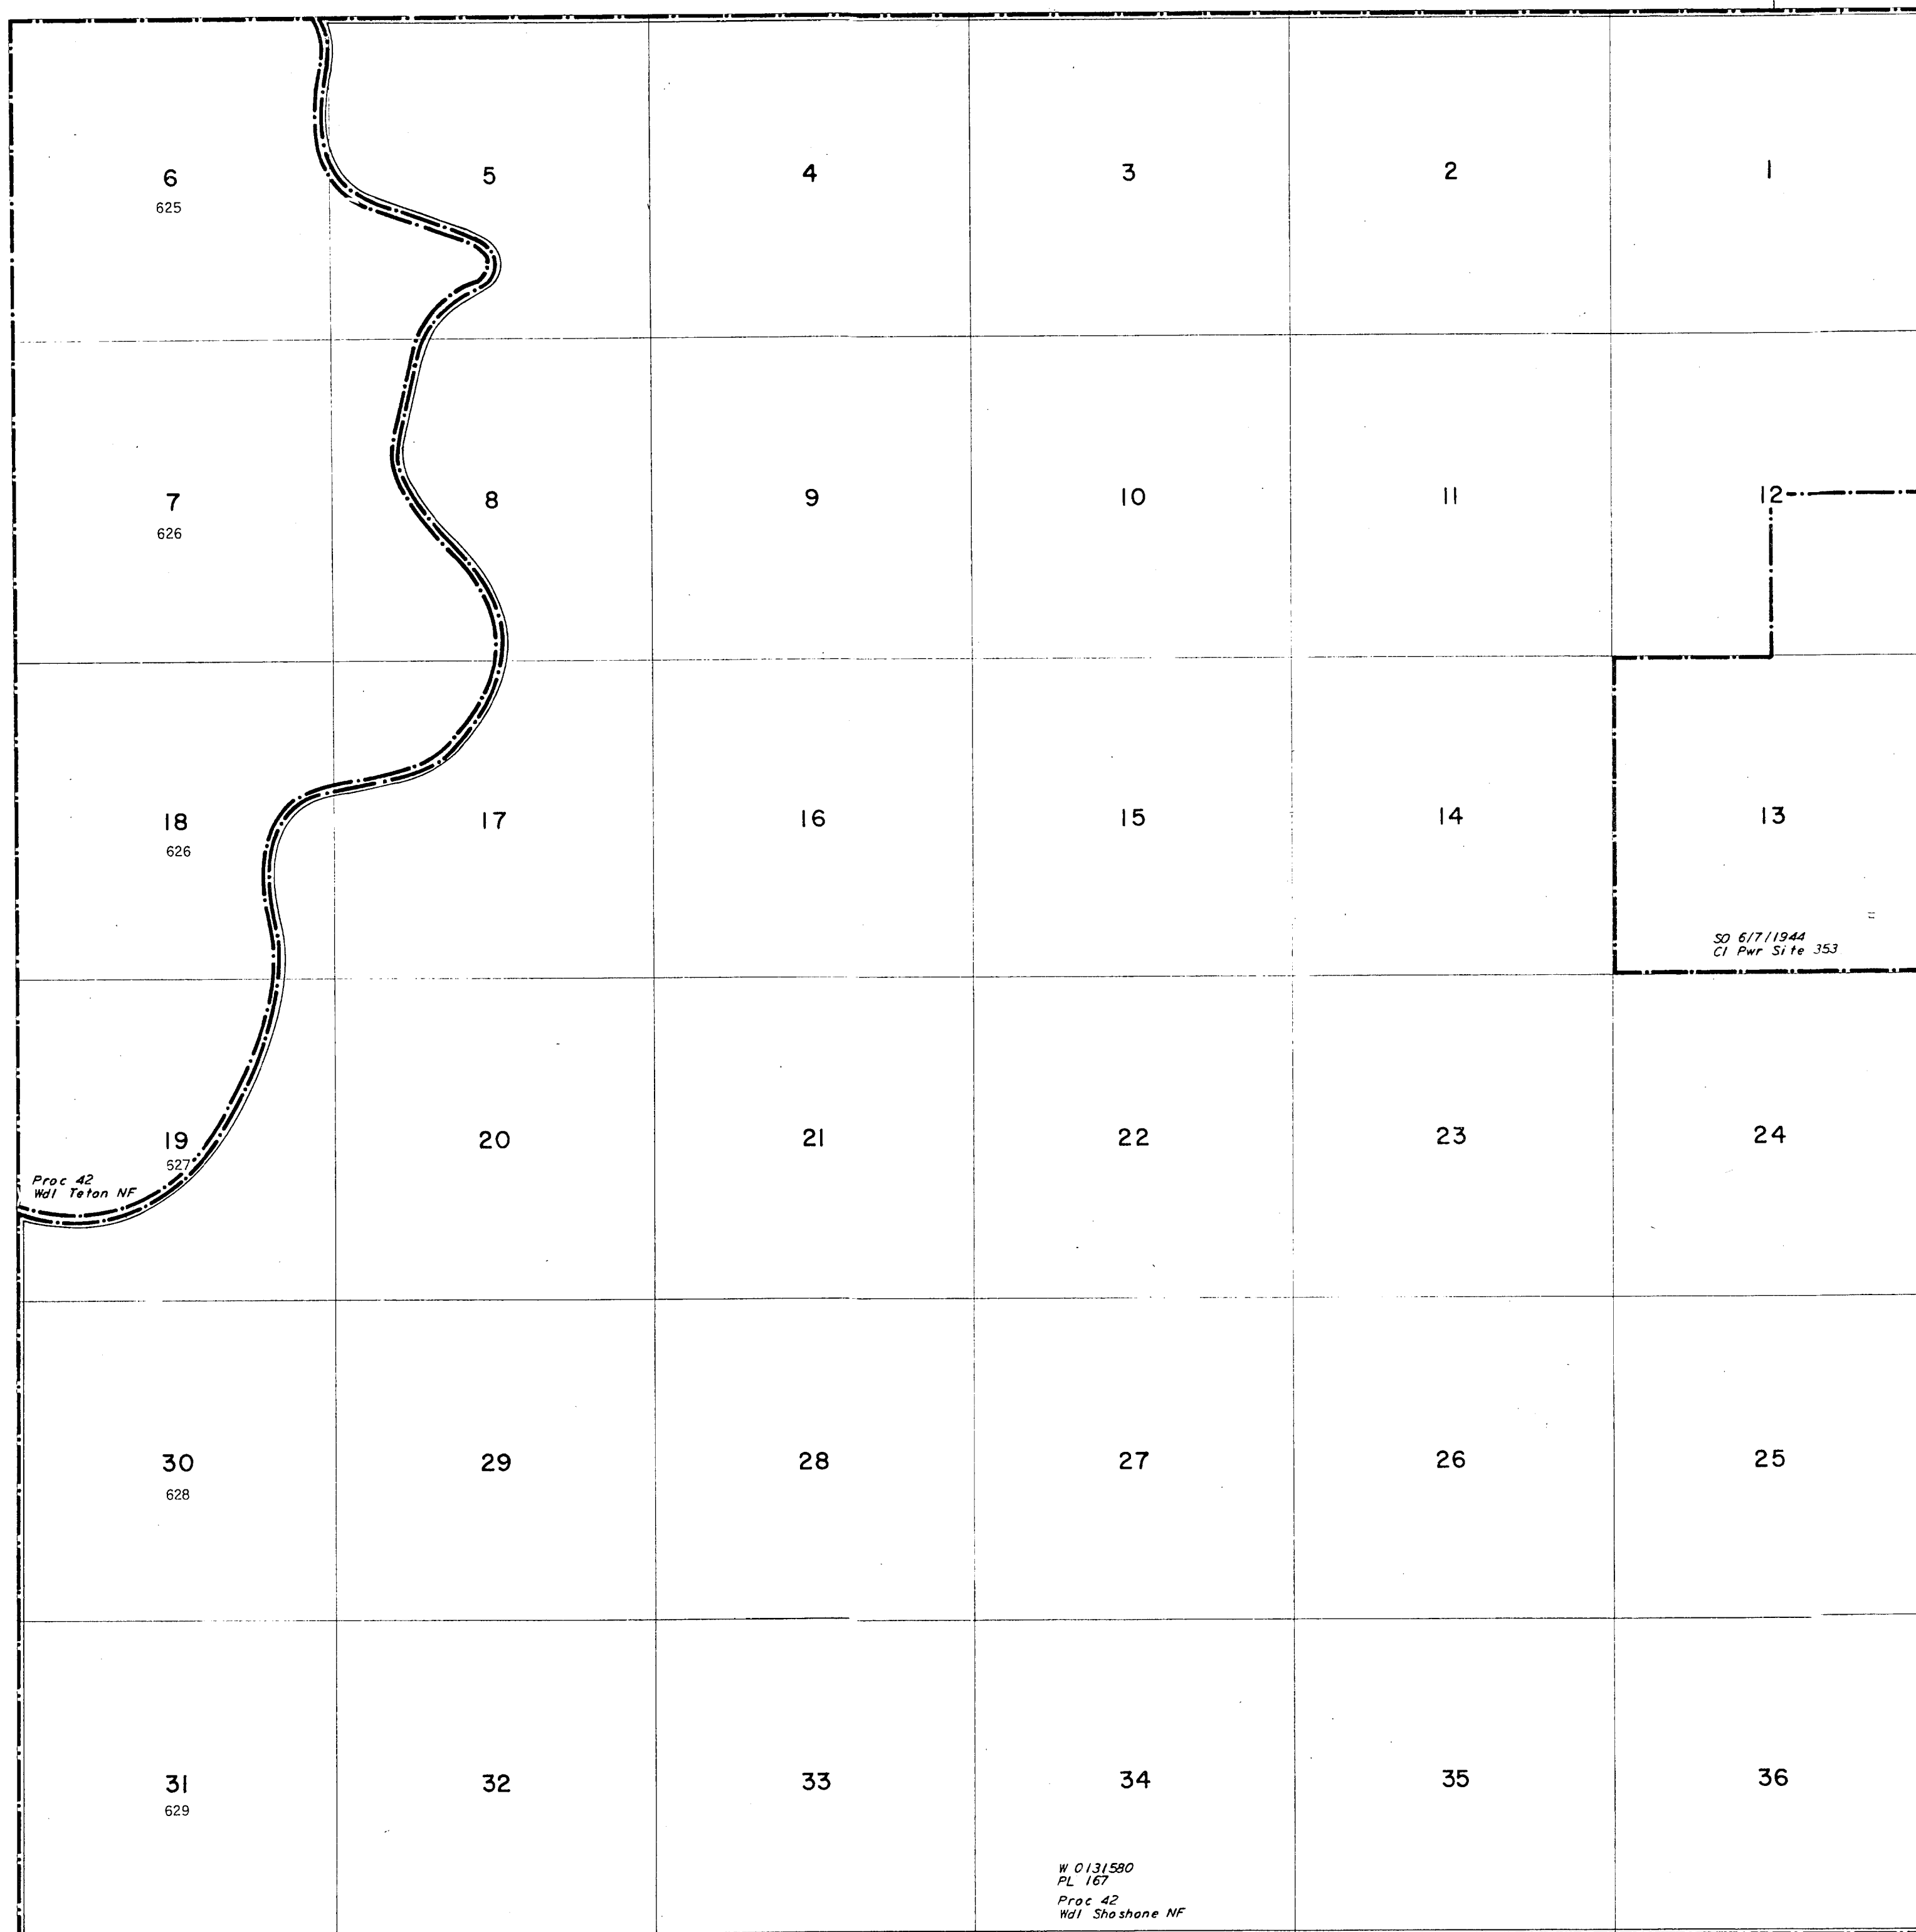 6 5 4 3 2 1
625
7 8 9 10 11 12
626
18 17 16 15 14 13
626
SO 6/7/1944
Cl Pwr Site 353
19 20 21 22 23 24
627
Proc 42
Wdl Teton NF
30 29 28 27 26 25
628
31 32 33 34 35 36
629
W 0131580
PL 167
Proc 42
Wdl Shoshone NF